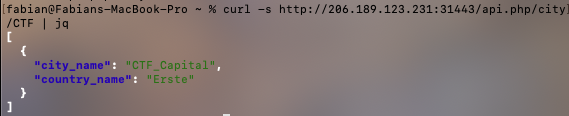 [fabian@Fabians-MacBook-Pro ~ % curl -s http://206.189.123.231:31443/api.php/city]
/CTF | jq
[
  {
    "city_name": "CTF_Capital",
    "country_name": "Erste"
  }
]